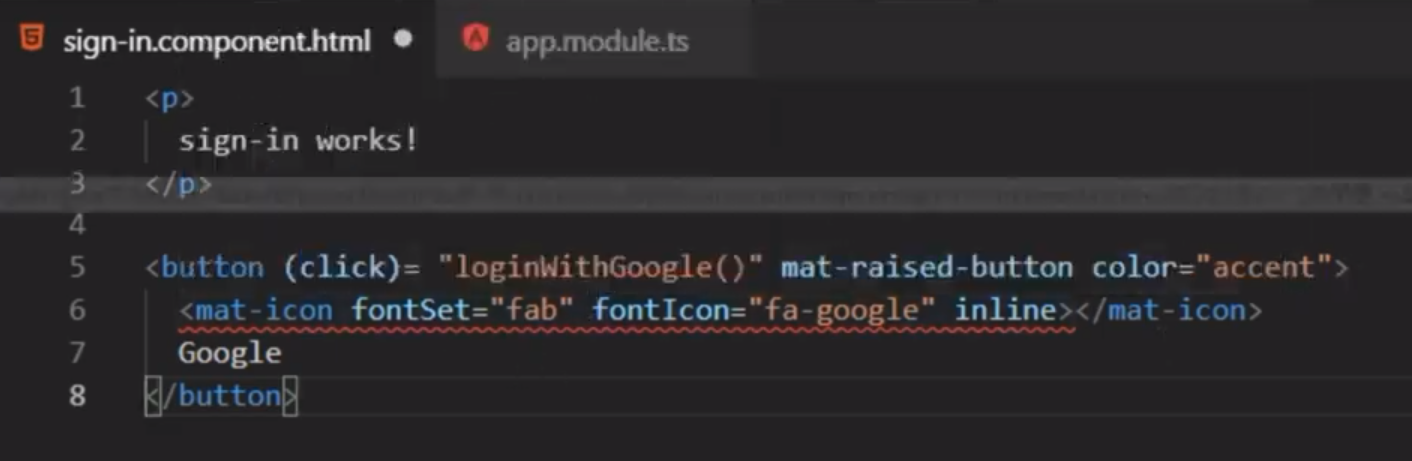 sign-in.component.html app.module.ts
1 <p>
2 sign-in works!
3 </p>
4
5 <button (click)= "loginWithGoogle()" mat-raised-button color="accent">
6 <mat-icon fontSet="fab" fontIcon="fa-google" inline></mat-icon>
7 Google
8 </button>